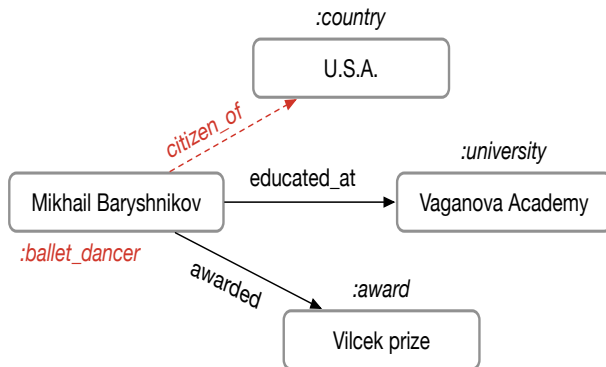 :country
U.S.A.
citizen_of
:university
educated_at
Mikhail Baryshnikov
Vaganova Academy
:ballet_dancer
awarded
:award
Vilcek prize